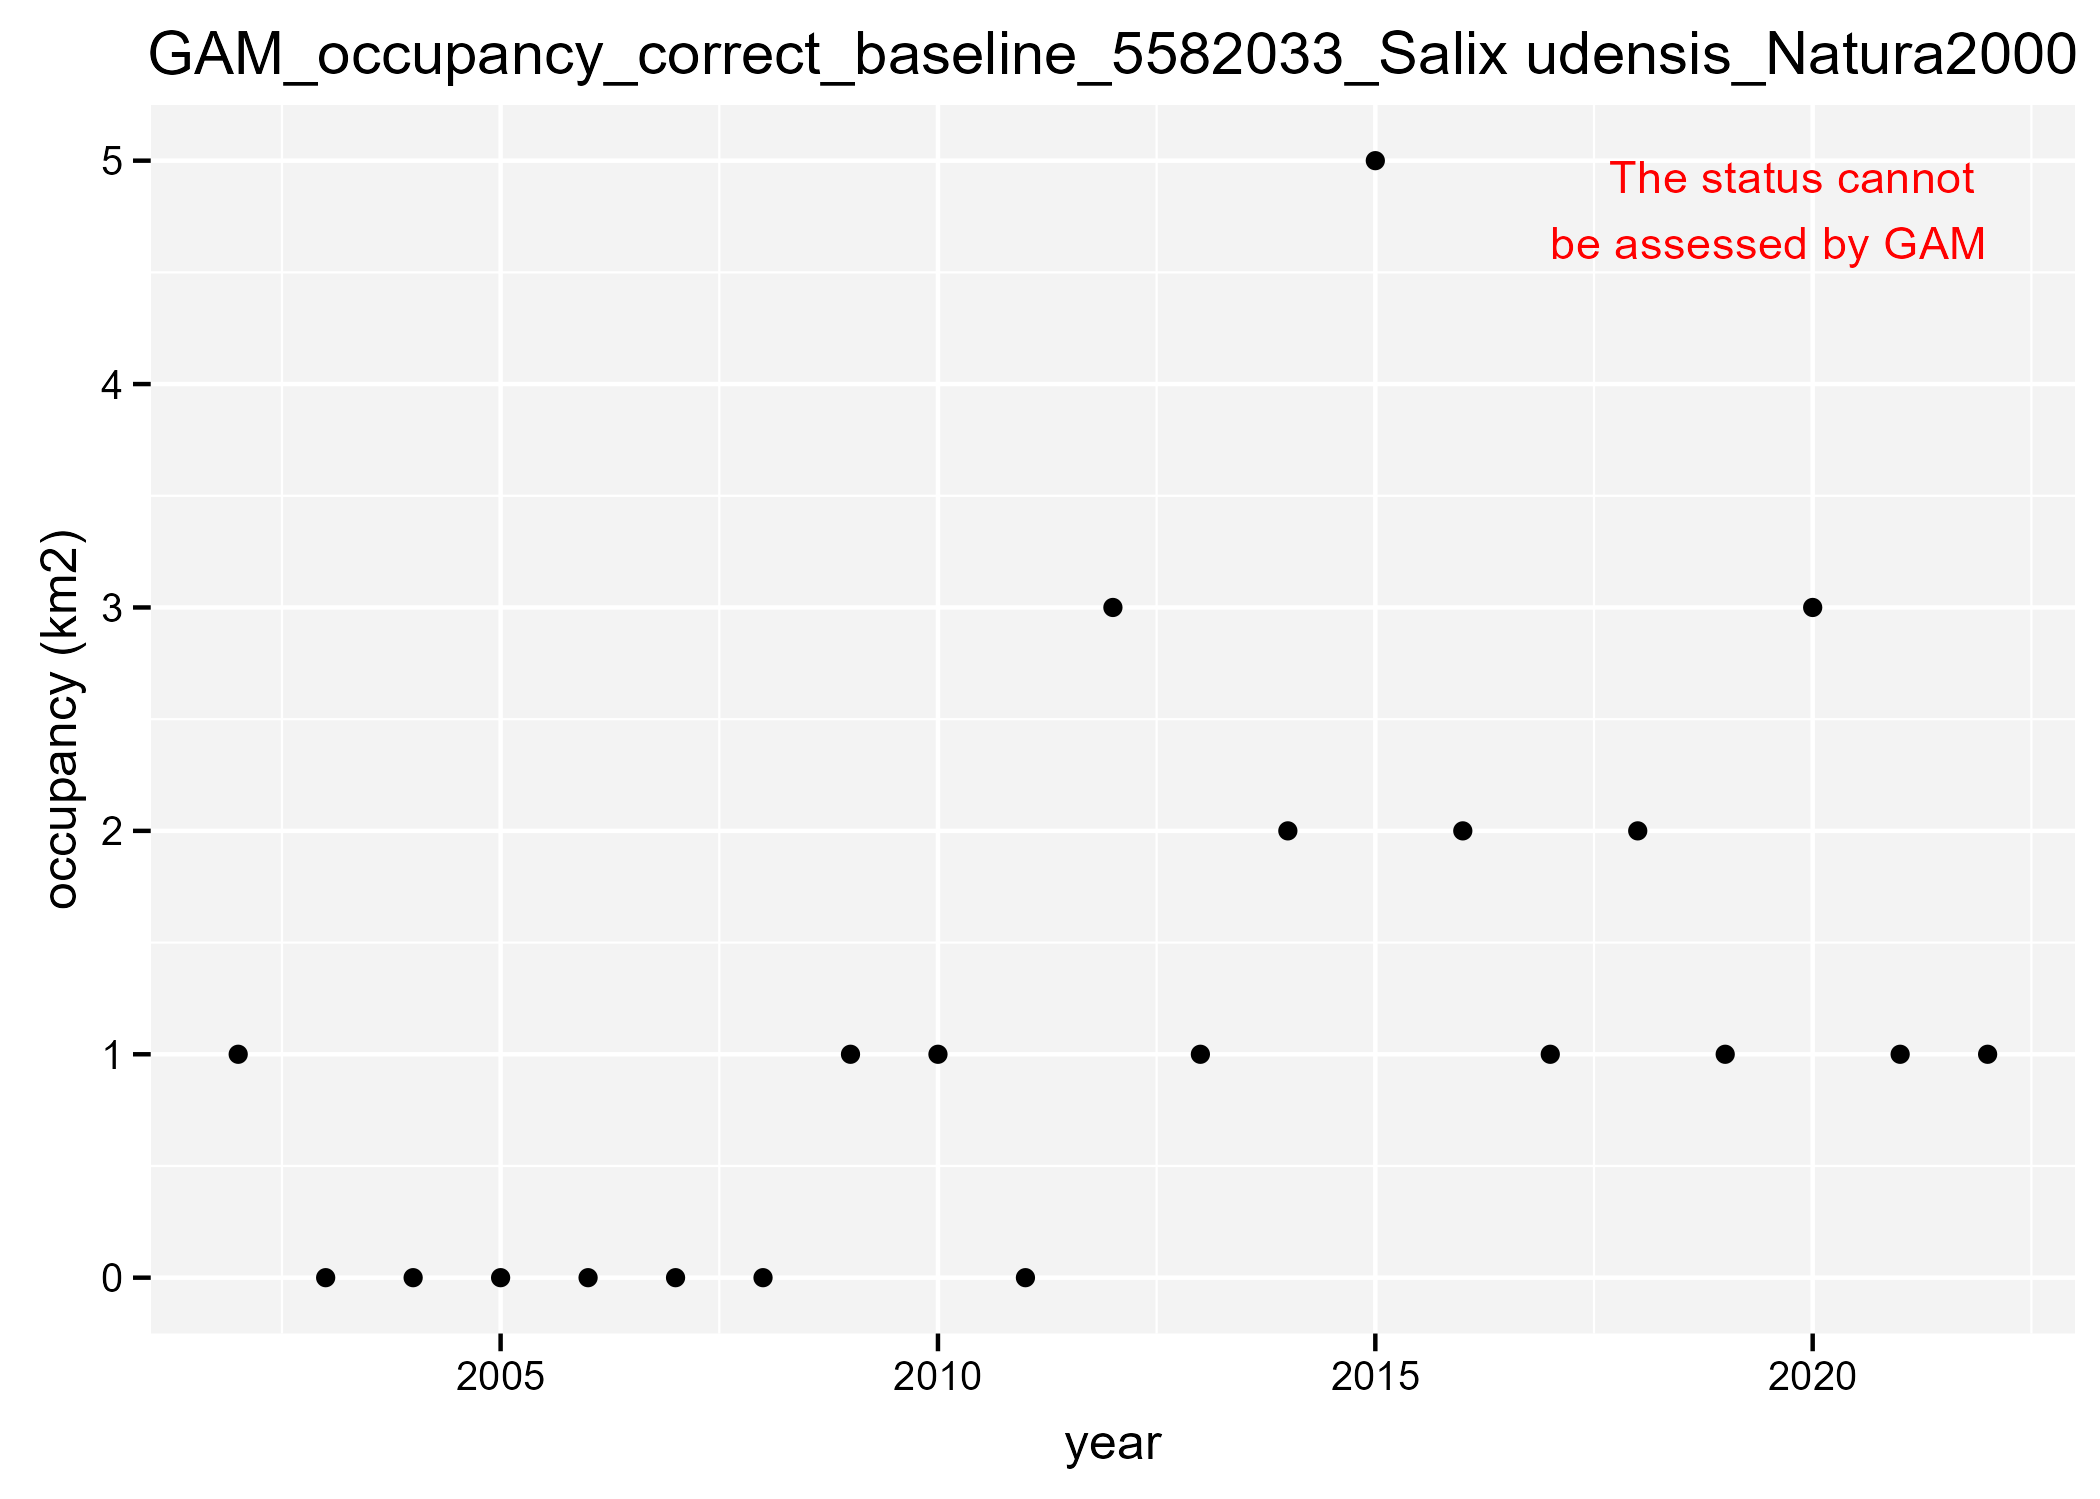 GAM_occupancy_correct_baseline_5582033_Salix udensis_Natura2000
The status cannot
be assessed by GAM
occupancy (km2)
5
4
3
2
1
0
2005
2010
2015
2020
year